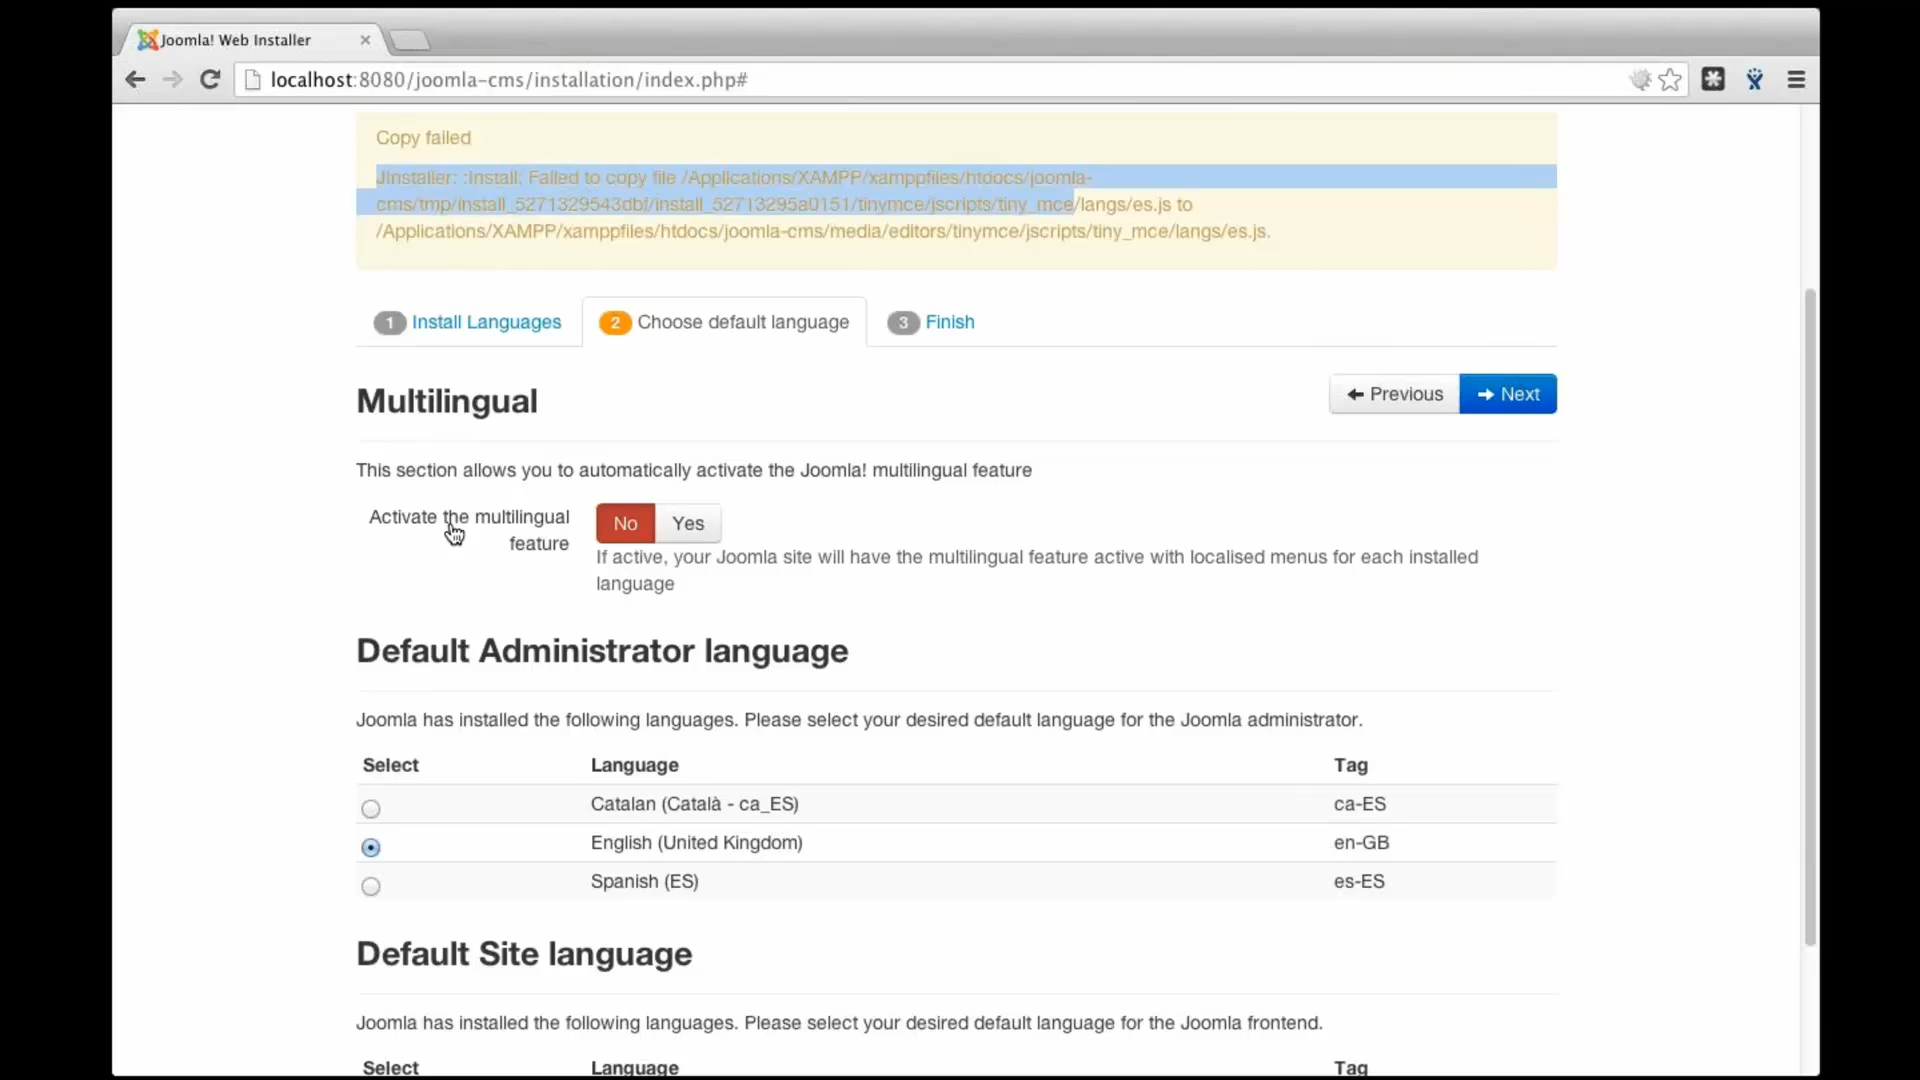 Joomla! Web Installer
localhost:8080/joomla-cms/installation/index.php#
Copy failed
JInstaller: :Install: Failed to copy file /Applications/XAMPP/xamppfiles/htdocs/joomla-
cms/tmp/install_5271329543dbf/install_52713295a0151/tinymce/jscripts/tiny_mce/langs/es.js to
/Applications/XAMPP/xamppfiles/htdocs/joomla-cms/media/editors/tinymce/jscripts/tiny_mce/langs/es.js.
1 Install Languages 2 Choose default language 3 Finish
Multilingual
Previous Next
This section allows you to automatically activate the Joomla! multilingual feature
Activate the multilingual
feature
No Yes
If active, your Joomla site will have the multilingual feature active with localised menus for each installed
language
Default Administrator language
Joomla has installed the following languages. Please select your desired default language for the Joomla administrator.
Select Language Tag
Catalan (Català - ca_ES) ca-ES
English (United Kingdom) en-GB
Spanish (ES) es-ES
Default Site language
Joomla has installed the following languages. Please select your desired default language for the Joomla frontend.
Select Language Tag